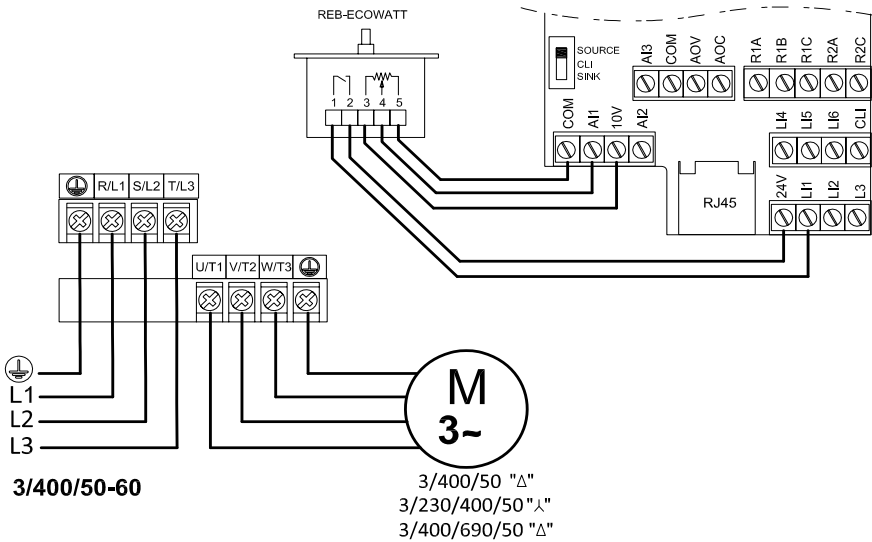 REB-ECOWATT
1 2 3 4 5
SOURCE
CLI
SINK
AI3 COM AOV AOC
R1A R1B R1C R2A R2C
COM AI1 10V AI2
LI4 LI5 LI6 CLI
RJ45
24V LI1 LI2 L3
R/L1 S/L2 T/L3
U/T1 V/T2 W/T3
L1
L2
L3
M
3~
3/400/50-60
3/400/50 "Δ"
3/230/400/50 "⅄"
3/400/690/50 "Δ"